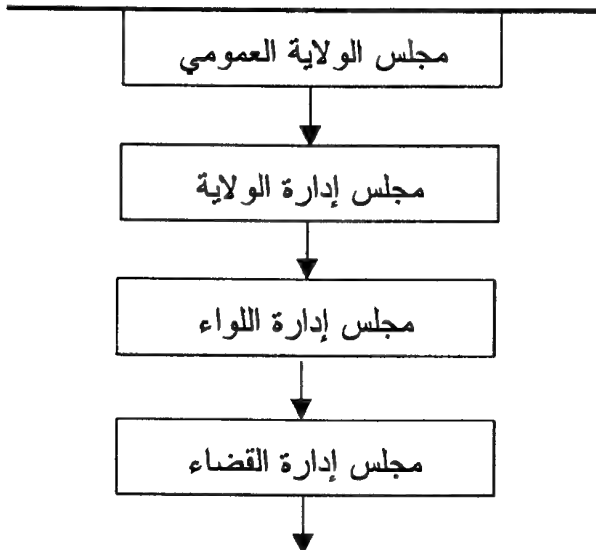 مجلس الولاية العمومي
مجلس إدارة الولاية
مجلس إدارة اللواء
مجلس إدارة القضاء